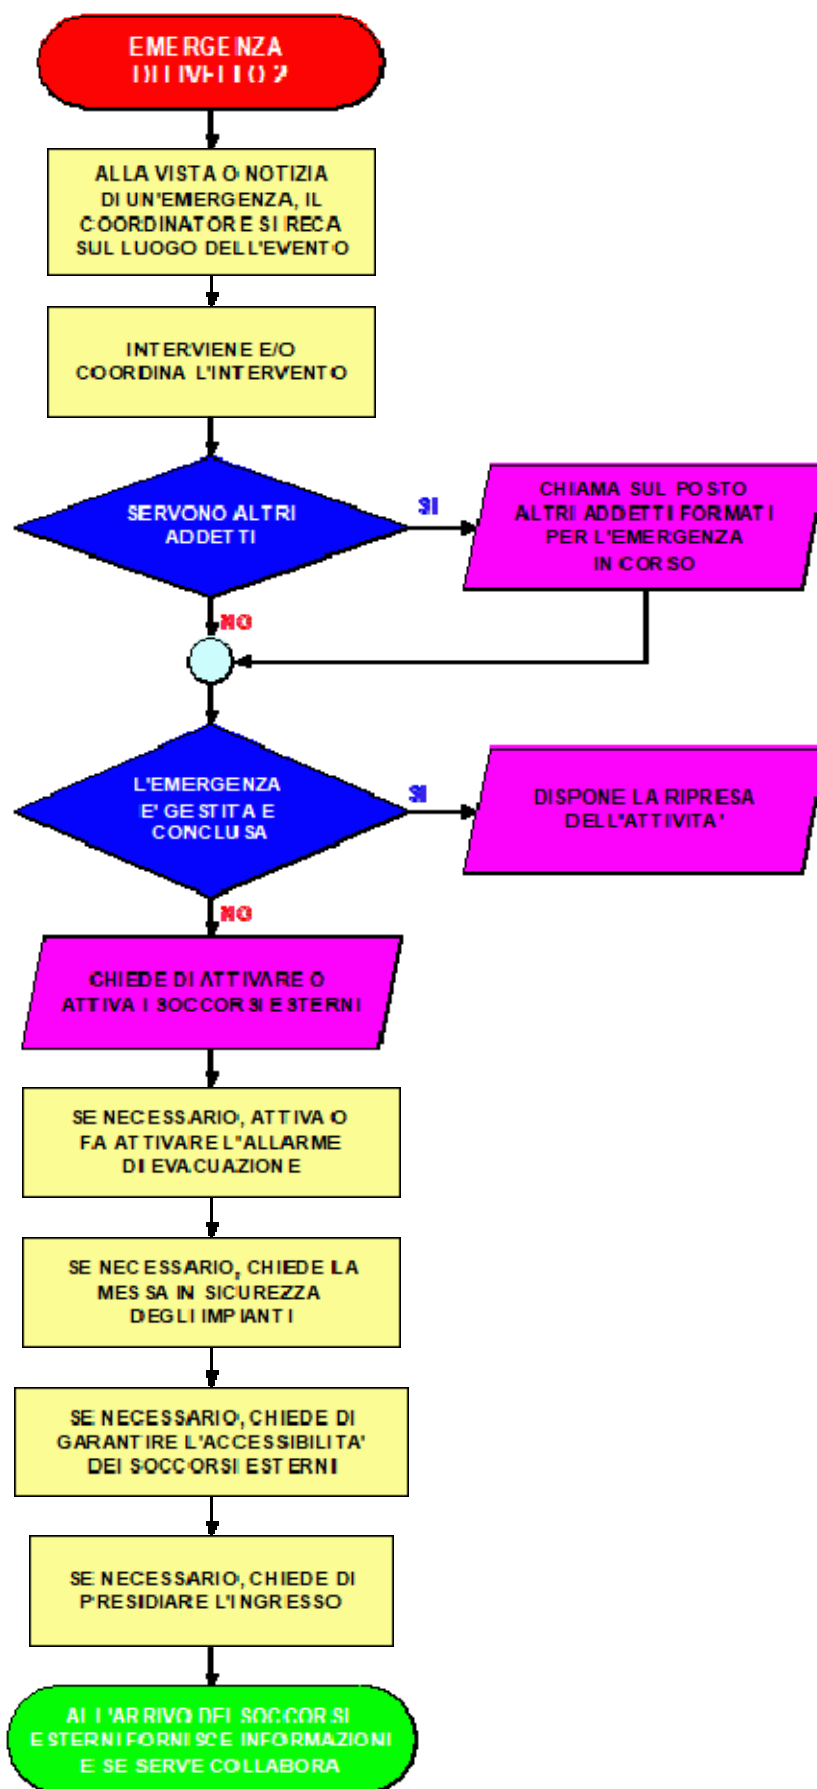 EMERGENZA
DI LIVELLO 2
ALLA VISTA O NOTIZIA
DI UN'EMERGENZA, IL
COORDINATORE SI RECA
SUL LUOGO DELL'EVENTO
INTERVIENE E/O
COORDINA L'INTERVENTO
SERVONO ALTRI
ADDETTI
SI
CHIAMA SUL POSTO
ALTRI ADDETTI FORMATI
PER L'EMERGENZA
IN CORSO
NO
L'EMERGENZA
E' GESTITA E
CONCLUSA
SI
DISPONE LA RIPRESA
DELL'ATTIVITA'
NO
CHIEDE DI ATTIVARE O
ATTIVA I SOCCORSI ESTERNI
SE NECESSARIO, ATTIVA O
FA ATTIVARE L'ALLARME
DI EVACUAZIONE
SE NECESSARIO, CHIEDE LA
MESSA IN SICUREZZA
DEGLI IMPIANTI
SE NECESSARIO, CHIEDE DI
GARANTIRE L'ACCESSIBILITA'
DEI SOCCORSI ESTERNI
SE NECESSARIO, CHIEDE DI
PRESIDIARE L'INGRESSO
ALL'ARRIVO DEI SOCCORSI
ESTERNI FORNISCE INFORMAZIONI
E SE SERVE COLLABORA